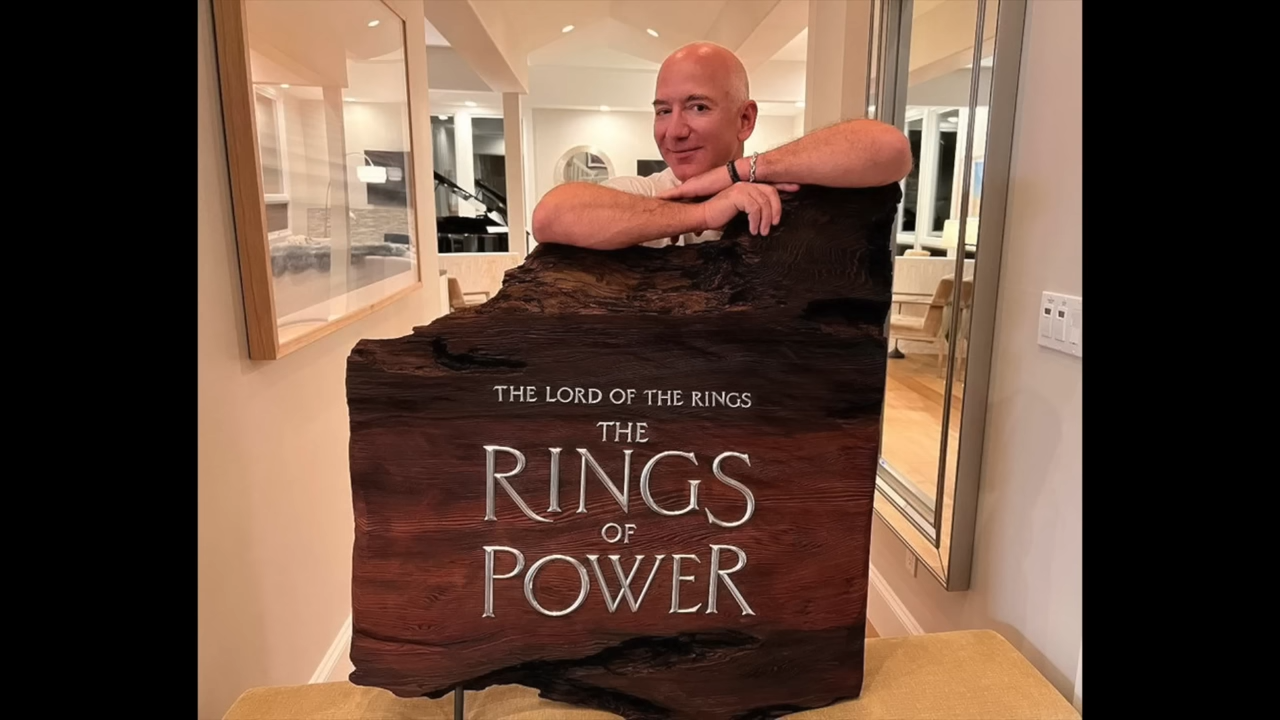 THE LORD OF THE RINGS
THE
RINGS
OF
POWER